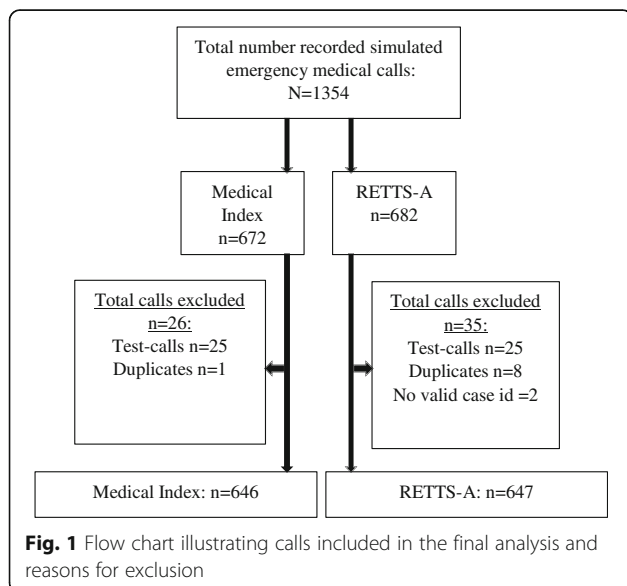 Total number recorded simulated
emergency medical calls:
N=1354
Medical
Index
n=672
RETTS-A
n=682
Total calls excluded
n=26:
Test-calls n=25
Duplicates n=1
Total calls excluded
n=35:
Test-calls n=25
Duplicates n=8
No valid case id =2
Medical Index: n=646
RETTS-A: n=647
Fig. 1 Flow chart illustrating calls included in the final analysis and
reasons for exclusion